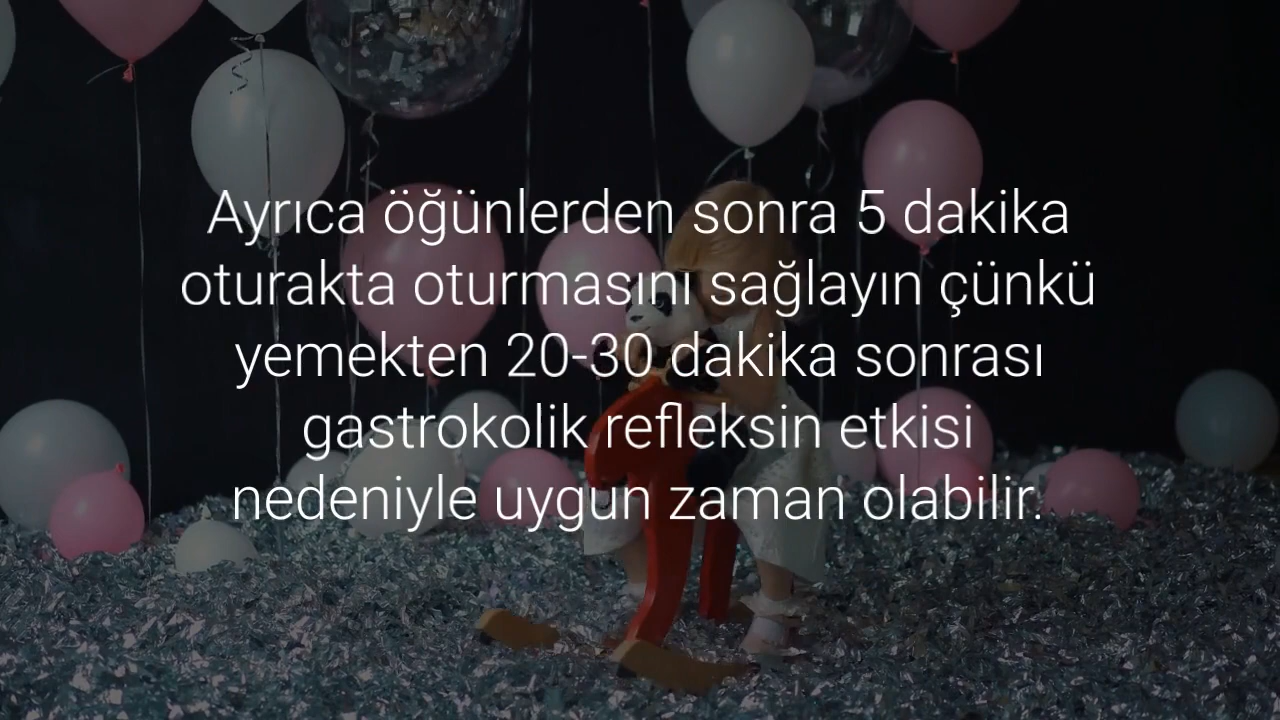 Ayrıca öğünlerden sonra 5 dakika
oturakta oturmasını sağlayın çünkü
yemekten 20-30 dakika sonrası
gastrokolik refleksin etkisi
nedeniyle uygun zaman olabilir.